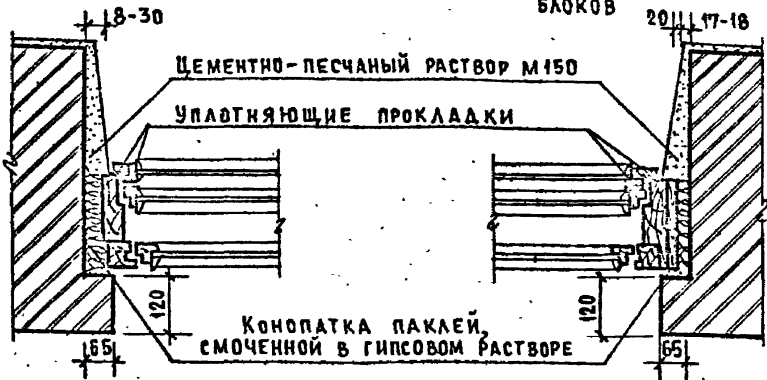 БЛОКОВ
8-30
20
17-18
ЦЕМЕНТНО-ПЕСЧАНЫЙ РАСТВОР М150
УПЛОТНЯЮЩИЕ ПРОКЛАДКИ
120
120
КОНОПАТКА ПАКЛЕЙ,
СМОЧЕННОЙ В ГИПСОВОМ РАСТВОРЕ
65
65